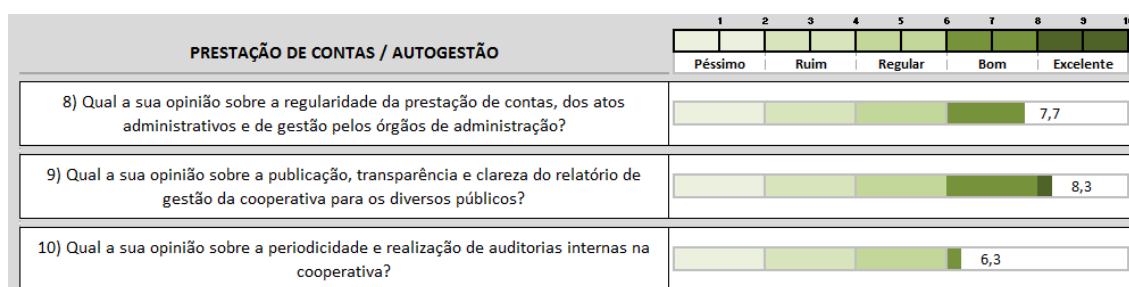 1 2 3 4 5 6 7 8 9 10
PRESTAÇÃO DE CONTAS / AUTOGESTÃO
Péssimo Ruim Regular Bom Excelente
8) Qual a sua opinião sobre a regularidade da prestação de contas, dos atos
administrativos e de gestão pelos órgãos de administração?
7,7
9) Qual a sua opinião sobre a publicação, transparência e clareza do relatório de
gestão da cooperativa para os diversos públicos?
8,3
10) Qual a sua opinião sobre a periodicidade e realização de auditorias internas na
cooperativa?
6,3